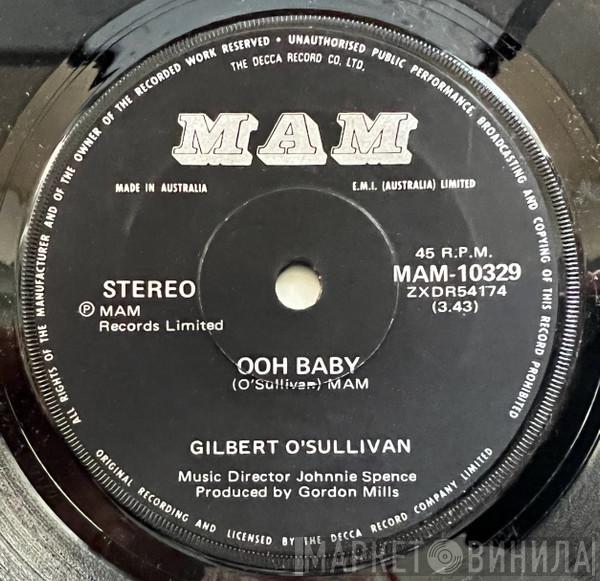 ALL RIGHTS OF THE MANUFACTURER AND OF THE OWNER OF THE RECORDED WORK RESERVED • UNAUTHORISED PUBLIC PERFORMANCE, BROADCASTING AND COPYING OF THIS RECORD PROHIBITED
THE DECCA RECORD CO. LTD.
MAM
MADE IN AUSTRALIA
E.M.I. (AUSTRALIA) LIMITED
45 R.P.M.
STEREO
MAM-10329
ZXDR54174
℗ MAM
(3.43)
Records Limited
OOH BABY
(O'Sullivan) MAM
GILBERT O'SULLIVAN
Music Director Johnnie Spence
Produced by Gordon Mills
ORIGINAL RECORDING AND LICENSED BY THE DECCA RECORD COMPANY LIMITED
МАРКЕТ ВИНИЛА